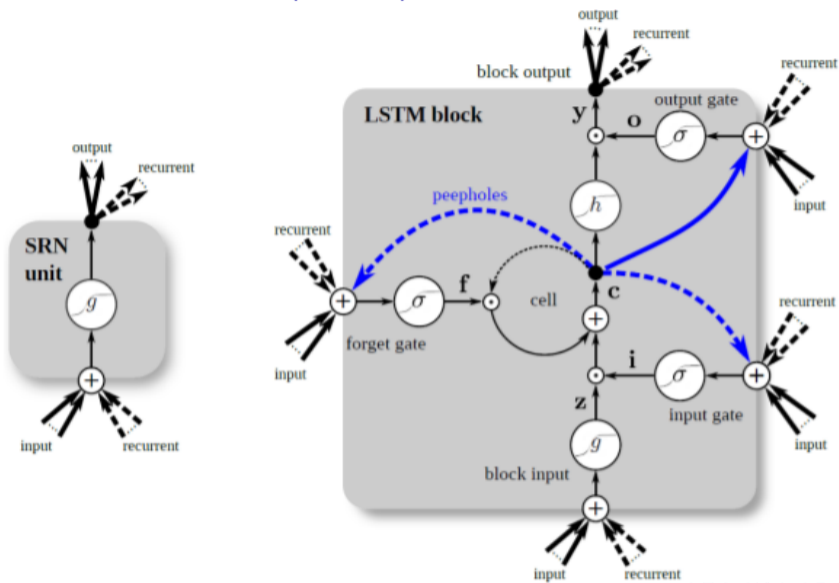 output
recurrent
SRN
unit
g
+
input
recurrent
output
recurrent
block output
LSTM block
y
o
output gate
σ
+
recurrent
input
h
peepholes
recurrent
+
σ
f
cell
c
+
forget gate
input
recurrent
i
σ
+
input gate
input
z
g
block input
+
input
recurrent